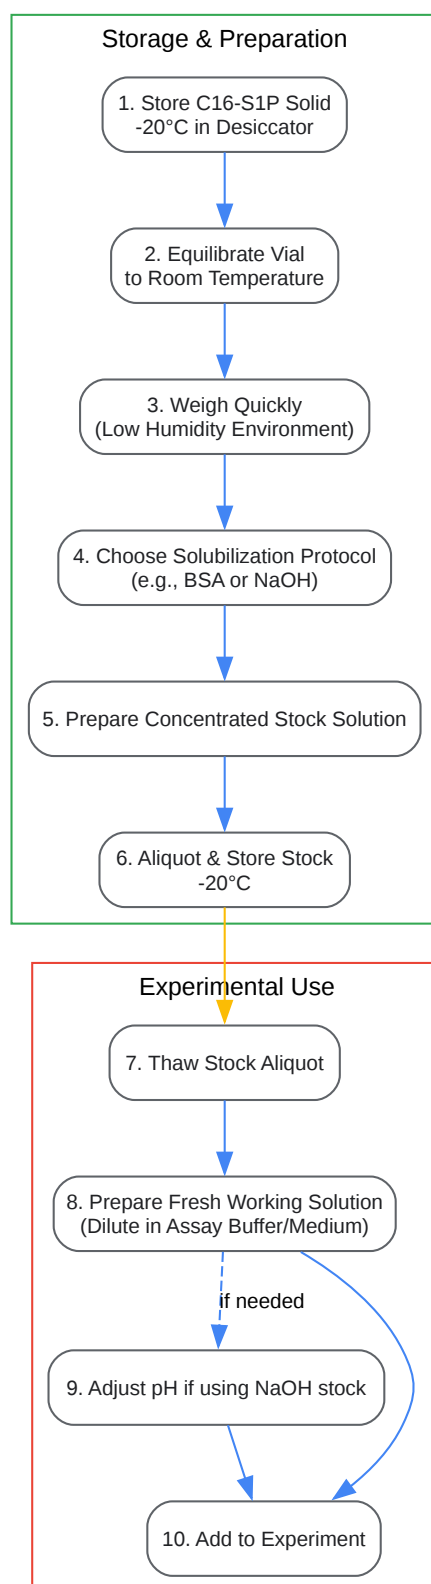 Storage & Preparation
1. Store C16-S1P Solid
-20°C in Desiccator
2. Equilibrate Vial
to Room Temperature
3. Weigh Quickly
(Low Humidity Environment)
4. Choose Solubilization Protocol
(e.g., BSA or NaOH)
5. Prepare Concentrated Stock Solution
6. Aliquot & Store Stock
-20°C
Experimental Use
7. Thaw Stock Aliquot
8. Prepare Fresh Working Solution
(Dilute in Assay Buffer/Medium)
if needed
9. Adjust pH if using NaOH stock
10. Add to Experiment